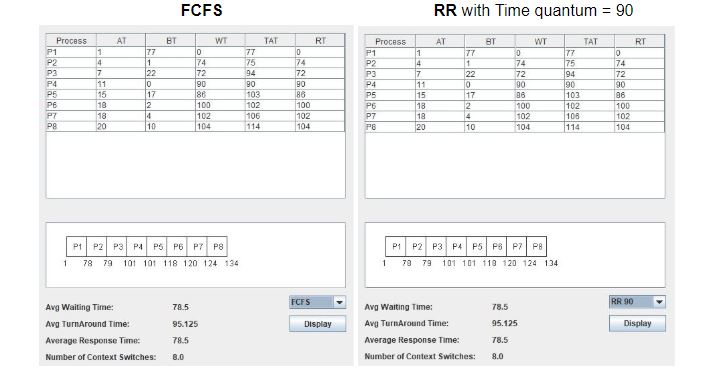 FCFS
Process AT BT WT TAT RT
P1 1 77 0 77 0
P2 4 1 74 75 74
P3 7 22 72 94 72
P4 11 0 90 90 90
P5 15 17 86 103 86
P6 18 2 100 102 100
P7 18 4 102 106 102
P8 20 10 104 114 104
P1 P2 P3 P4 P5 P6 P7 P8
1 78 79 101 101 118 120 124 134
Avg Waiting Time: 78.5
FCFS
Avg TurnAround Time: 95.125
Display
Average Response Time: 78.5
Number of Context Switches: 8.0
RR with Time quantum = 90
Process AT BT WT TAT RT
P1 1 77 0 77 0
P2 4 1 74 75 74
P3 7 22 72 94 72
P4 11 0 90 90 90
P5 15 17 86 103 86
P6 18 2 100 102 100
P7 18 4 102 106 102
P8 20 10 104 114 104
P1 P2 P3 P4 P5 P6 P7 P8
1 78 79 101 101 118 120 124 134
Avg Waiting Time: 78.5
RR 90
Avg TurnAround Time: 95.125
Display
Average Response Time: 78.5
Number of Context Switches: 8.0